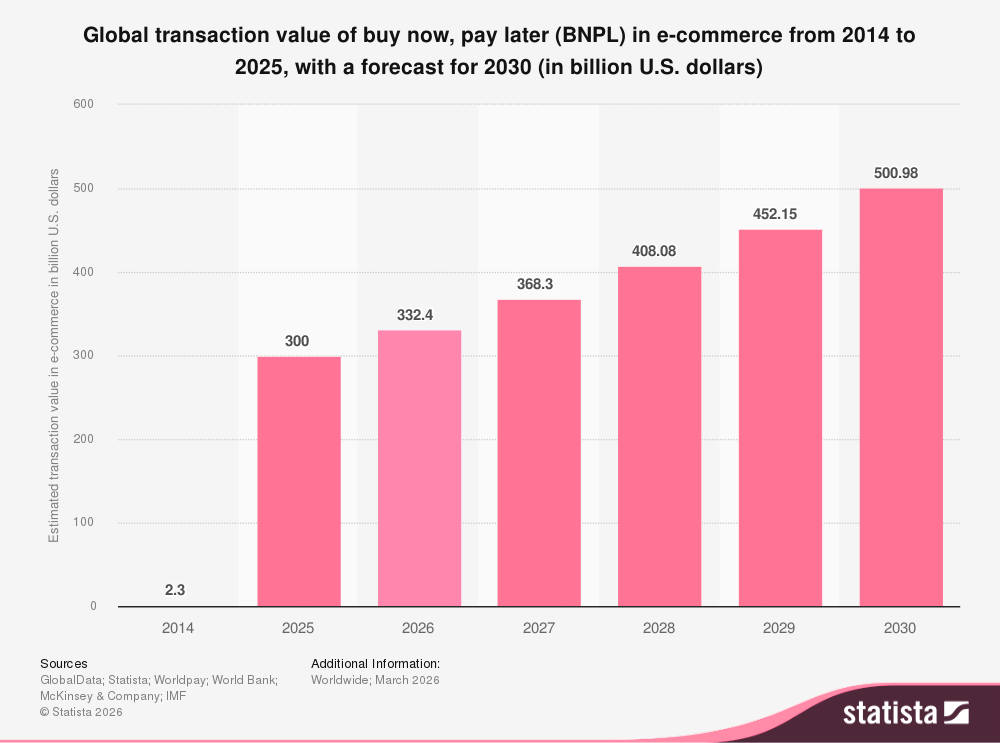 Global transaction value of buy now, pay later (BNPL) in e-commerce from 2014 to
2025, with a forecast for 2030 (in billion U.S. dollars)
Estimated transaction value in e-commerce in billion U.S. dollars
600
500
400
300
200
100
0
2.3
300
332.4
368.3
408.08
452.15
500.98
2014
2025
2026
2027
2028
2029
2030
Sources
GlobalData; Statista; Worldpay; World Bank;
McKinsey & Company; IMF
© Statista 2026
Additional Information:
Worldwide; March 2026
statista